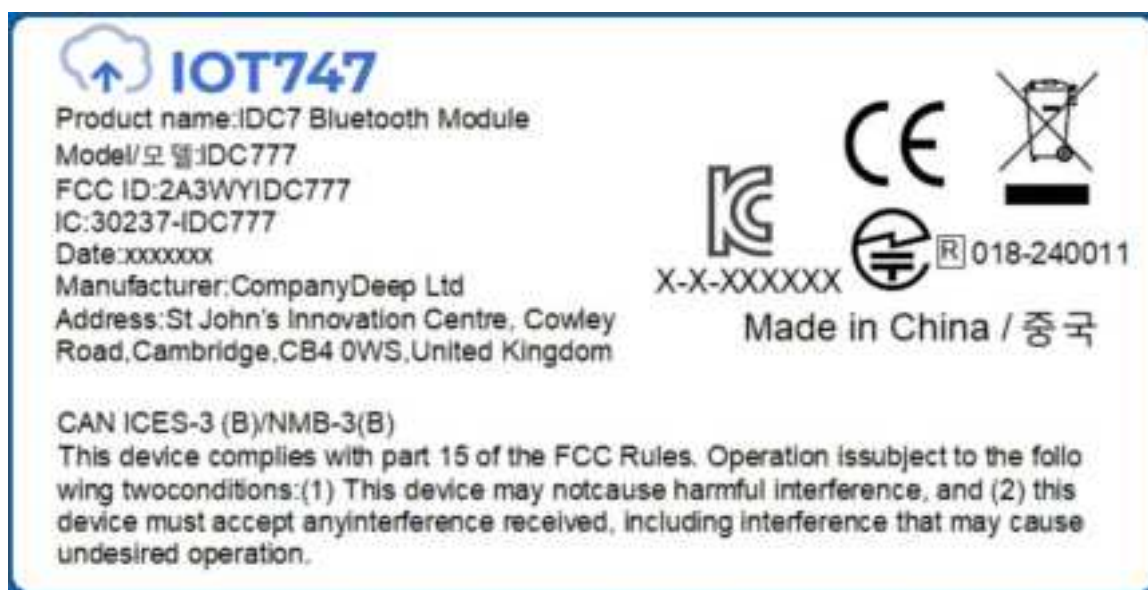 IOT747
Product name:IDC7 Bluetooth Module
Model/모델:IDC777
FCC ID:2A3WYIDC777
IC:30237-IDC777
Date:xxxxxxx
Manufacturer:CompanyDeep Ltd
Address:St John's Innovation Centre, Cowley
Road,Cambridge,CB4 0WS,United Kingdom
CE
KC
X-X-XXXXXX
R 018-240011
Made in China / 중국
CAN ICES-3 (B)/NMB-3(B)
This device complies with part 15 of the FCC Rules. Operation issubject to the follo
wing twoconditions:(1) This device may notcause harmful interference, and (2) this
device must accept anyinterference received, including interference that may cause
undesired operation.